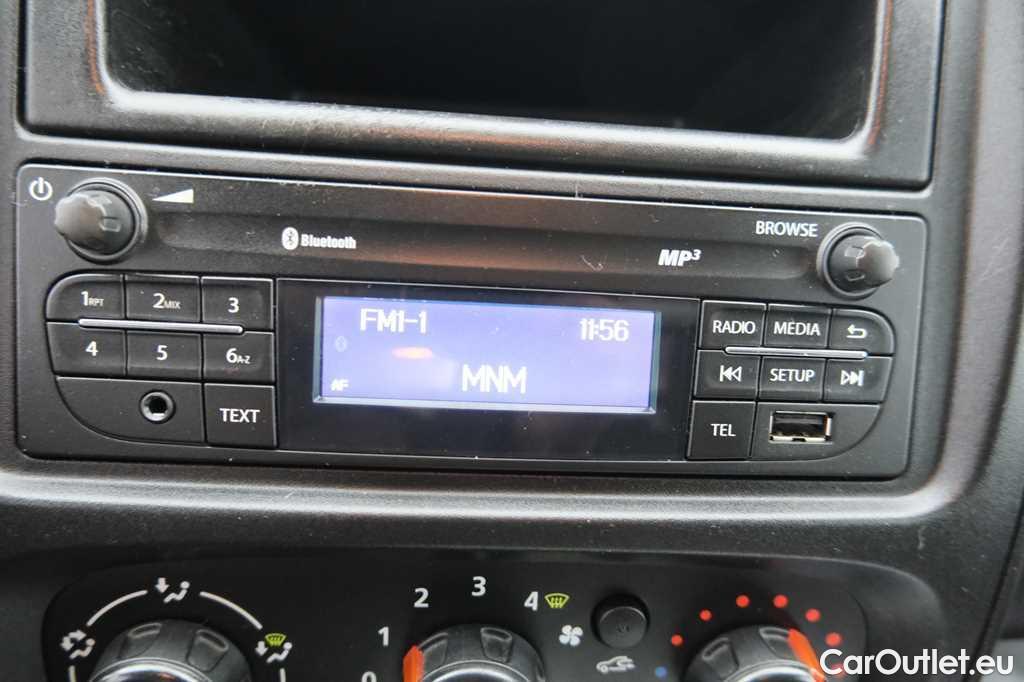 BROWSE
Bluetooth
MP3
1RPT 2MIX 3
FM1-1 11:56
RADIO MEDIA
4 5 6A-Z
AF MNM
SETUP
TEXT
TEL
0 1 2 3 4
CarOutlet.eu